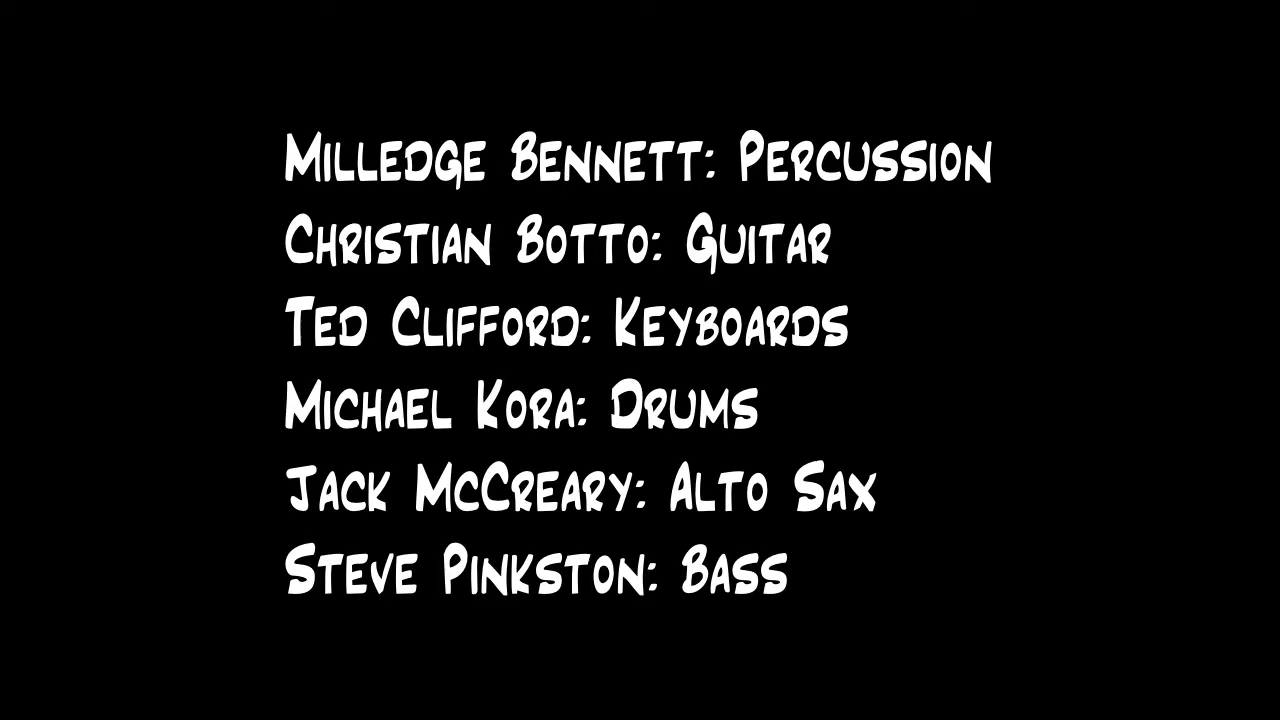 Milledge Bennett: Percussion
Christian Botto: Guitar
Ted Clifford: Keyboards
Michael Kora: Drums
Jack McCreary: Alto Sax
Steve Pinkston: Bass